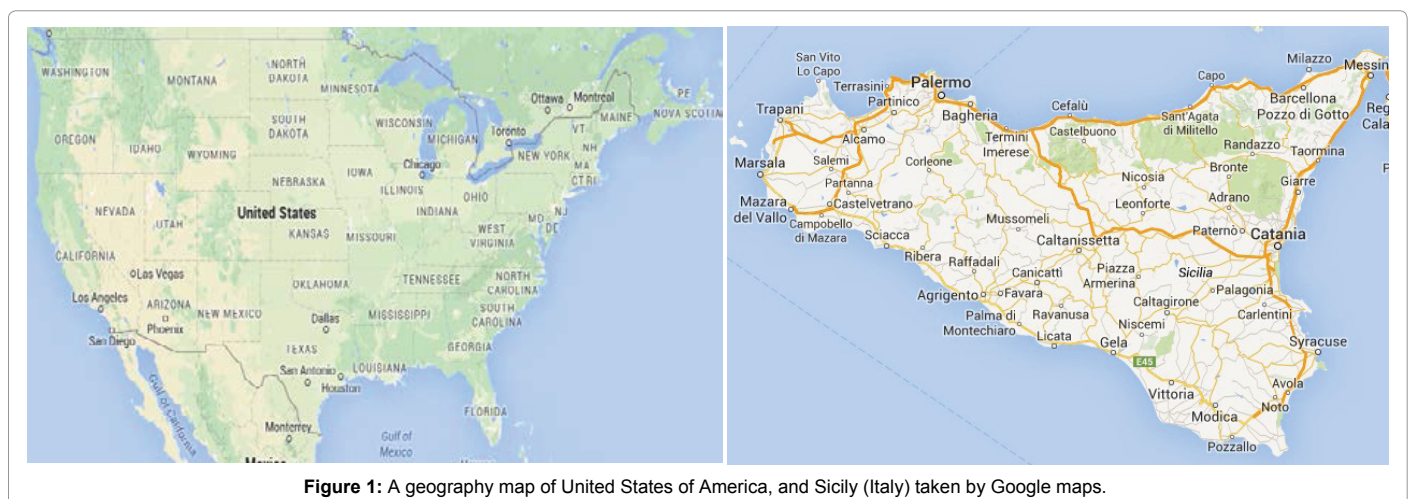 WASHINGTON
MONTANA
NORTH
DAKOTA
MINNESOTA
Ottawa
Montreal
PE
NOVA SCOTIA
MAINE
OREGON
IDAHO
SOUTH
DAKOTA
WISCONSIN
MICHIGAN
Toronto
VT
NH
NEW YORK
MA
CT RI
WYOMING
Chicago
IOWA
NEBRASKA
ILLINOIS
OHIO
INDIANA
NEVADA
UTAH
United States
MD
NJ
DE
KANSAS
MISSOURI
WEST
VIRGINIA
CALIFORNIA
Las Vegas
OKLAHOMA
TENNESSEE
NORTH
CAROLINA
Los Angeles
ARIZONA
NEW MEXICO
Phoenix
Dallas
MISSISSIPPI
SOUTH
CAROLINA
San Diego
TEXAS
GEORGIA
San Antonio
LOUISIANA
Houston
Gulf of California
FLORIDA
Monterrey
Gulf of
Mexico
Mexico
San Vito
Lo Capo
Terrasini
Palermo
Partinico
Trapani
Alcamo
Bagheria
Cefalù
Capo
Milazzo
Messin
Barcellona
Pozzo di Gotto
Reg
Cala
Termini
Imerese
Castelbuono
Sant'Agata
di Militello
Randazzo
Taormina
Marsala
Salemi
Corleone
Bronte
P
Partanna
Nicosia
Giarre
Mazara
del Vallo
Castelvetrano
Leonforte
Adrano
Campobello
di Mazara
Mussomeli
Paternò
Catania
Sciacca
Caltanissetta
Ribera
Raffadali
Sicilia
Canicattì
Piazza
Armerina
Palagonia
Agrigento
Favara
Caltagirone
Carlentini
Palma di
Montechiaro
Ravanusa
Niscemi
Licata
Gela
Syracuse
E45
Vittoria
Avola
Noto
Modica
Pozzallo
Figure 1: A geography map of United States of America, and Sicily (Italy) taken by Google maps.